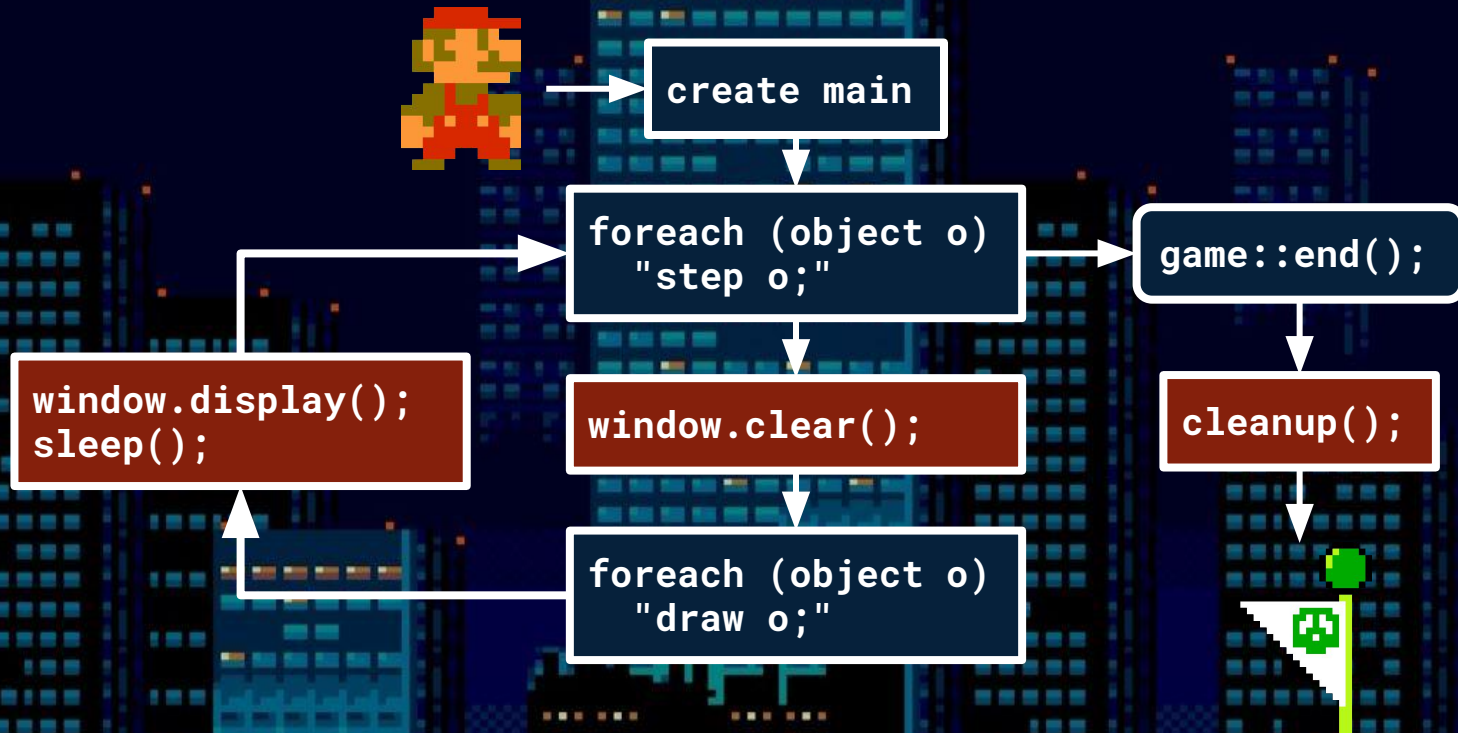 create main
foreach (object o)
"step o;"
game::end();
window.display();
sleep();
window.clear();
cleanup();
foreach (object o)
"draw o;"